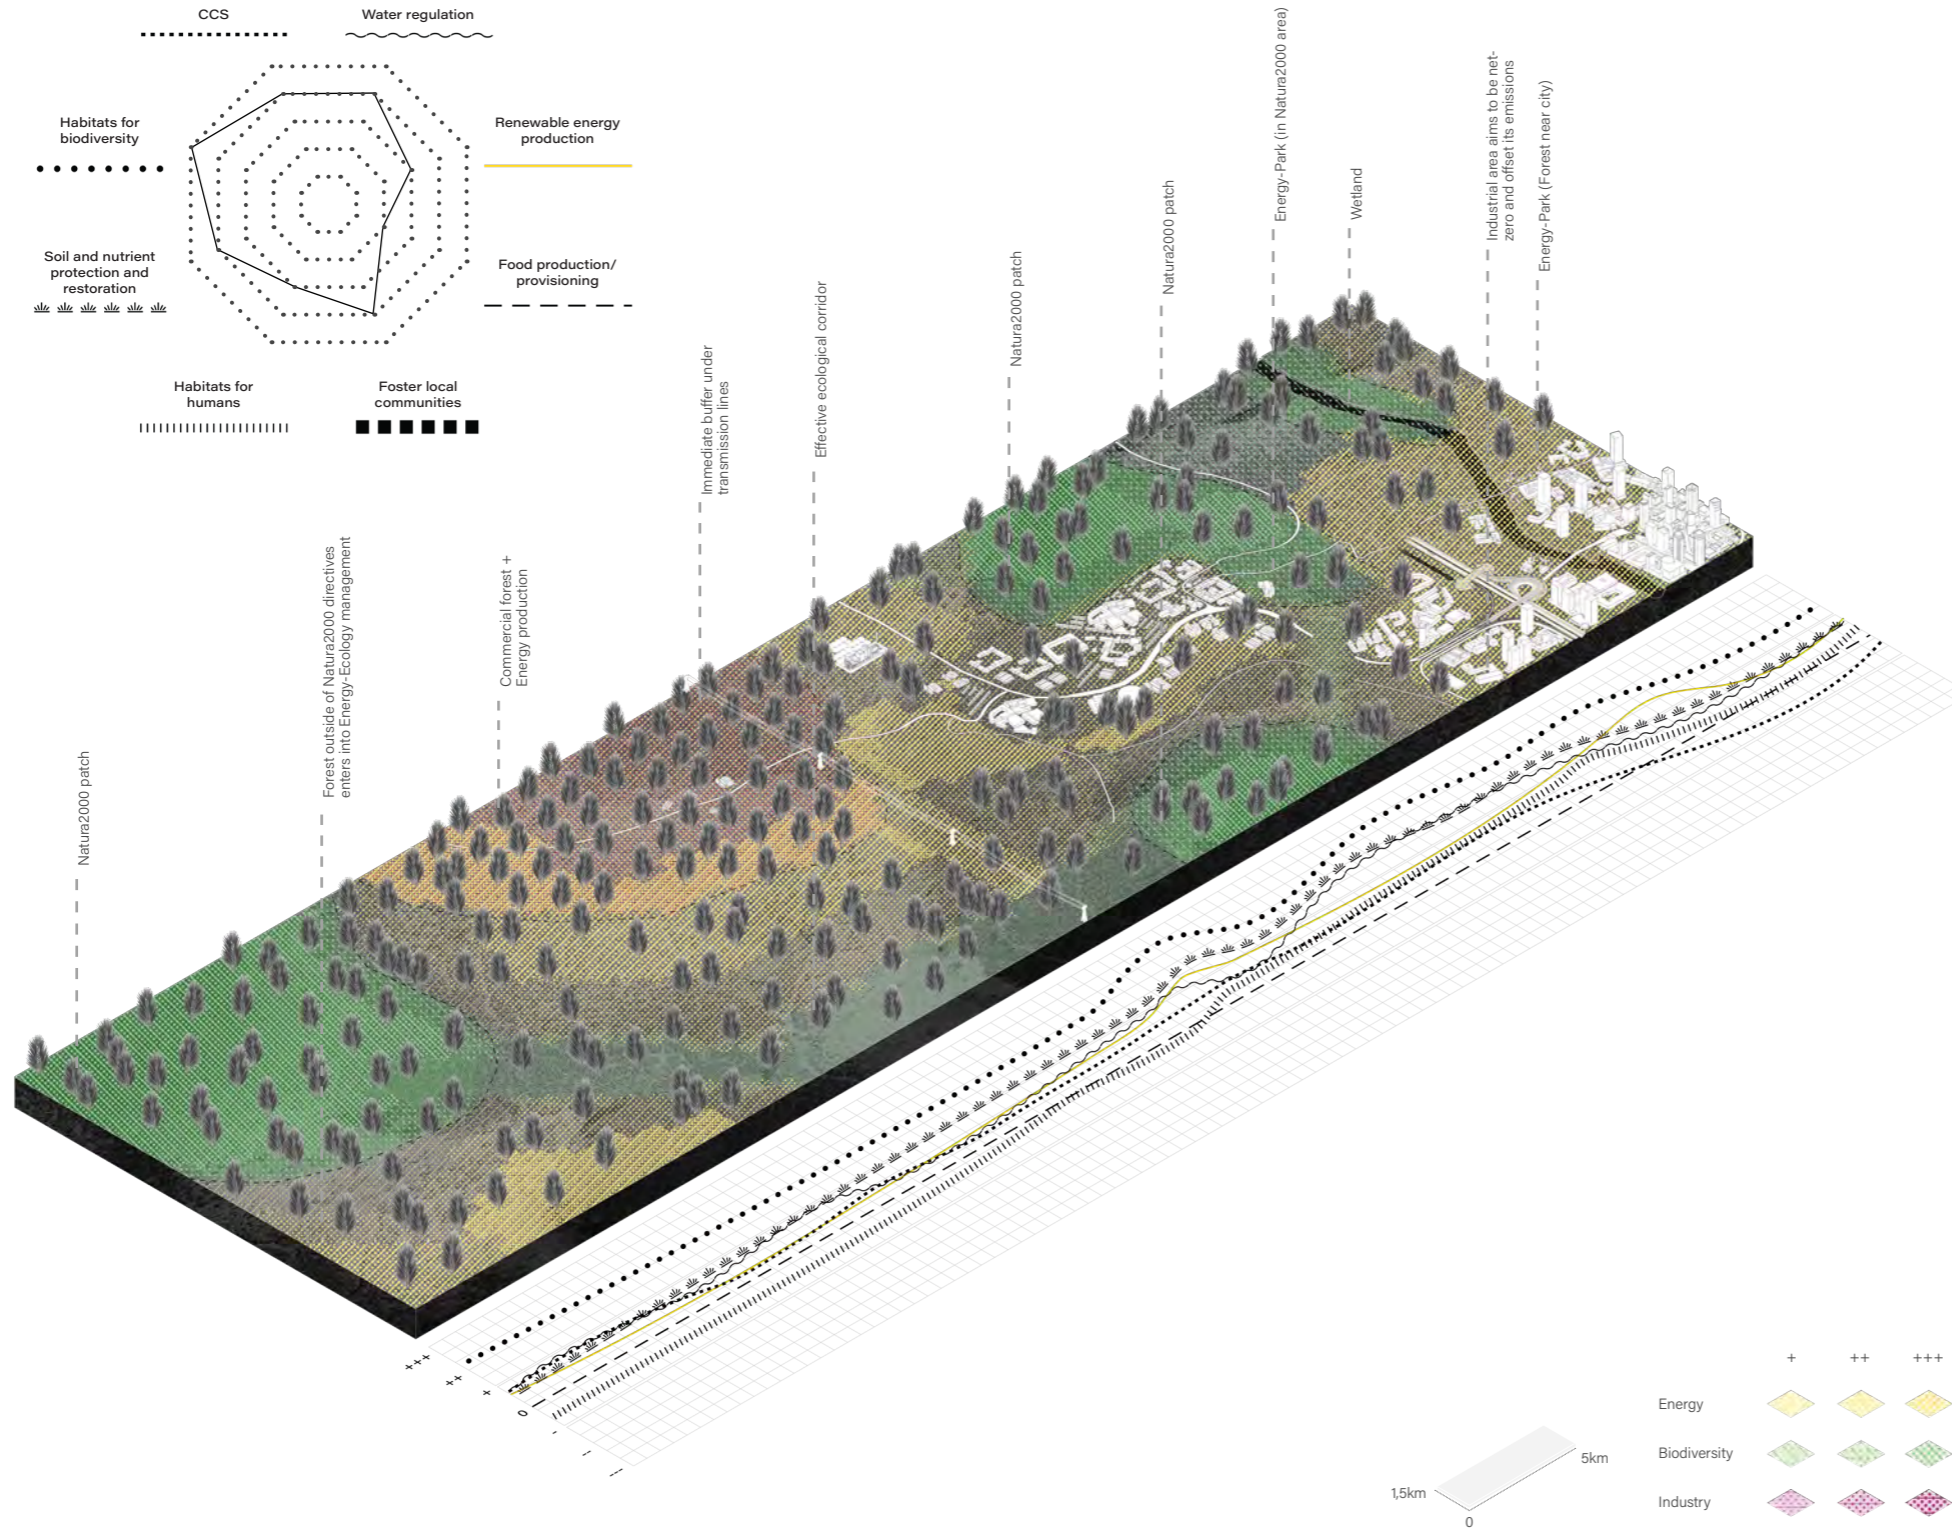 CCS
Water regulation
Habitats for
biodiversity
Renewable energy
production
Soil and nutrient
protection and
restoration
Food production/
provisioning
Habitats for
humans
Foster local
communities
Natura2000 patch
Forest outside of Natura2000 directives
enters into Energy-Ecology management
Commercial forest +
Energy production
Immediate buffer under
transmission lines
Effective ecological corridor
Natura2000 patch
Natura2000 patch
Energy-Park (in Natura2000 area)
Wetland
Industrial area aims to be net-
zero and offset its emissions
Energy-Park (Forest near city)
+++
++
+
0
-
--
---
1,5km
5km
0
+ ++ +++
Energy
Biodiversity
Industry